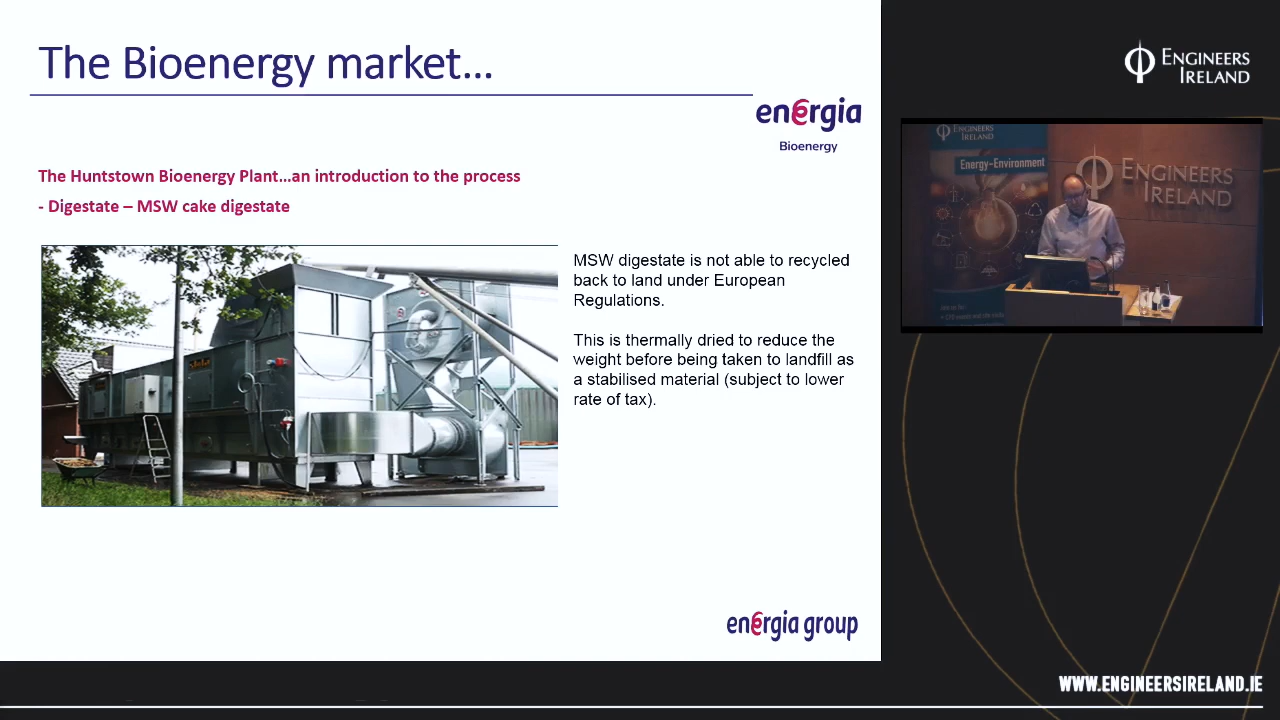 The Bioenergy market...
energia
Bioenergy
The Huntstown Bioenergy Plant...an introduction to the process
- Digestate – MSW cake digestate
MSW digestate is not able to recycled
back to land under European
Regulations.
This is thermally dried to reduce the
weight before being taken to landfill as
a stabilised material (subject to lower
rate of tax).
energia group
ENGINEERS
IRELAND
ENGINEERS
IRELAND
Energy-Environment
ENGINEERS
IRELAND
WWW.ENGINEERSIRELAND.IE